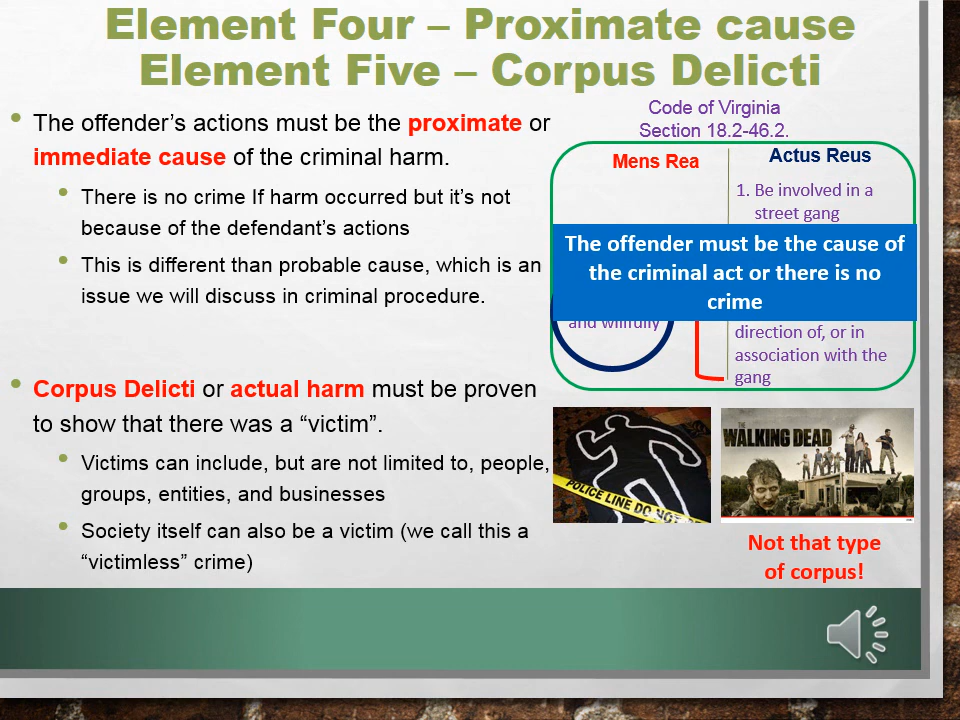 Element Four – Proximate cause
Element Five – Corpus Delicti
The offender’s actions must be the proximate or
immediate cause of the criminal harm.
There is no crime If harm occurred but it’s not
because of the defendant’s actions
This is different than probable cause, which is an
issue we will discuss in criminal procedure.
Corpus Delicti or actual harm must be proven
to show that there was a “victim”.
Victims can include, but are not limited to, people,
groups, entities, and businesses
Society itself can also be a victim (we call this a
“victimless” crime)
Code of Virginia
Section 18.2-46.2.
Mens Rea
Actus Reus
1. Be involved in a
street gang
The offender must be the cause of
the criminal act or there is no
crime
and willfully
direction of, or in
association with the
gang
POLICE LINE DO NOT
THE
WALKING DEAD
Not that type
of corpus!